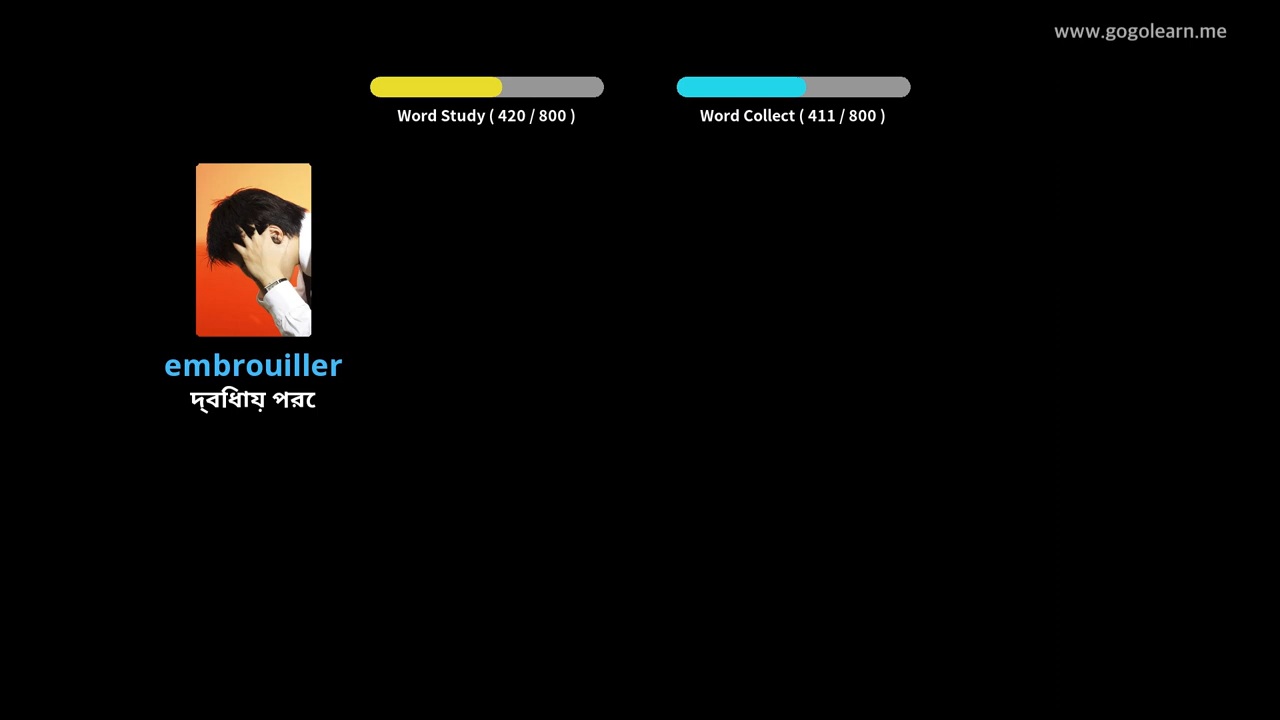 www.gogolearn.me
Word Study ( 420 / 800 )
Word Collect ( 411 / 800 )
embrouiller
দ্বিধায় পরে